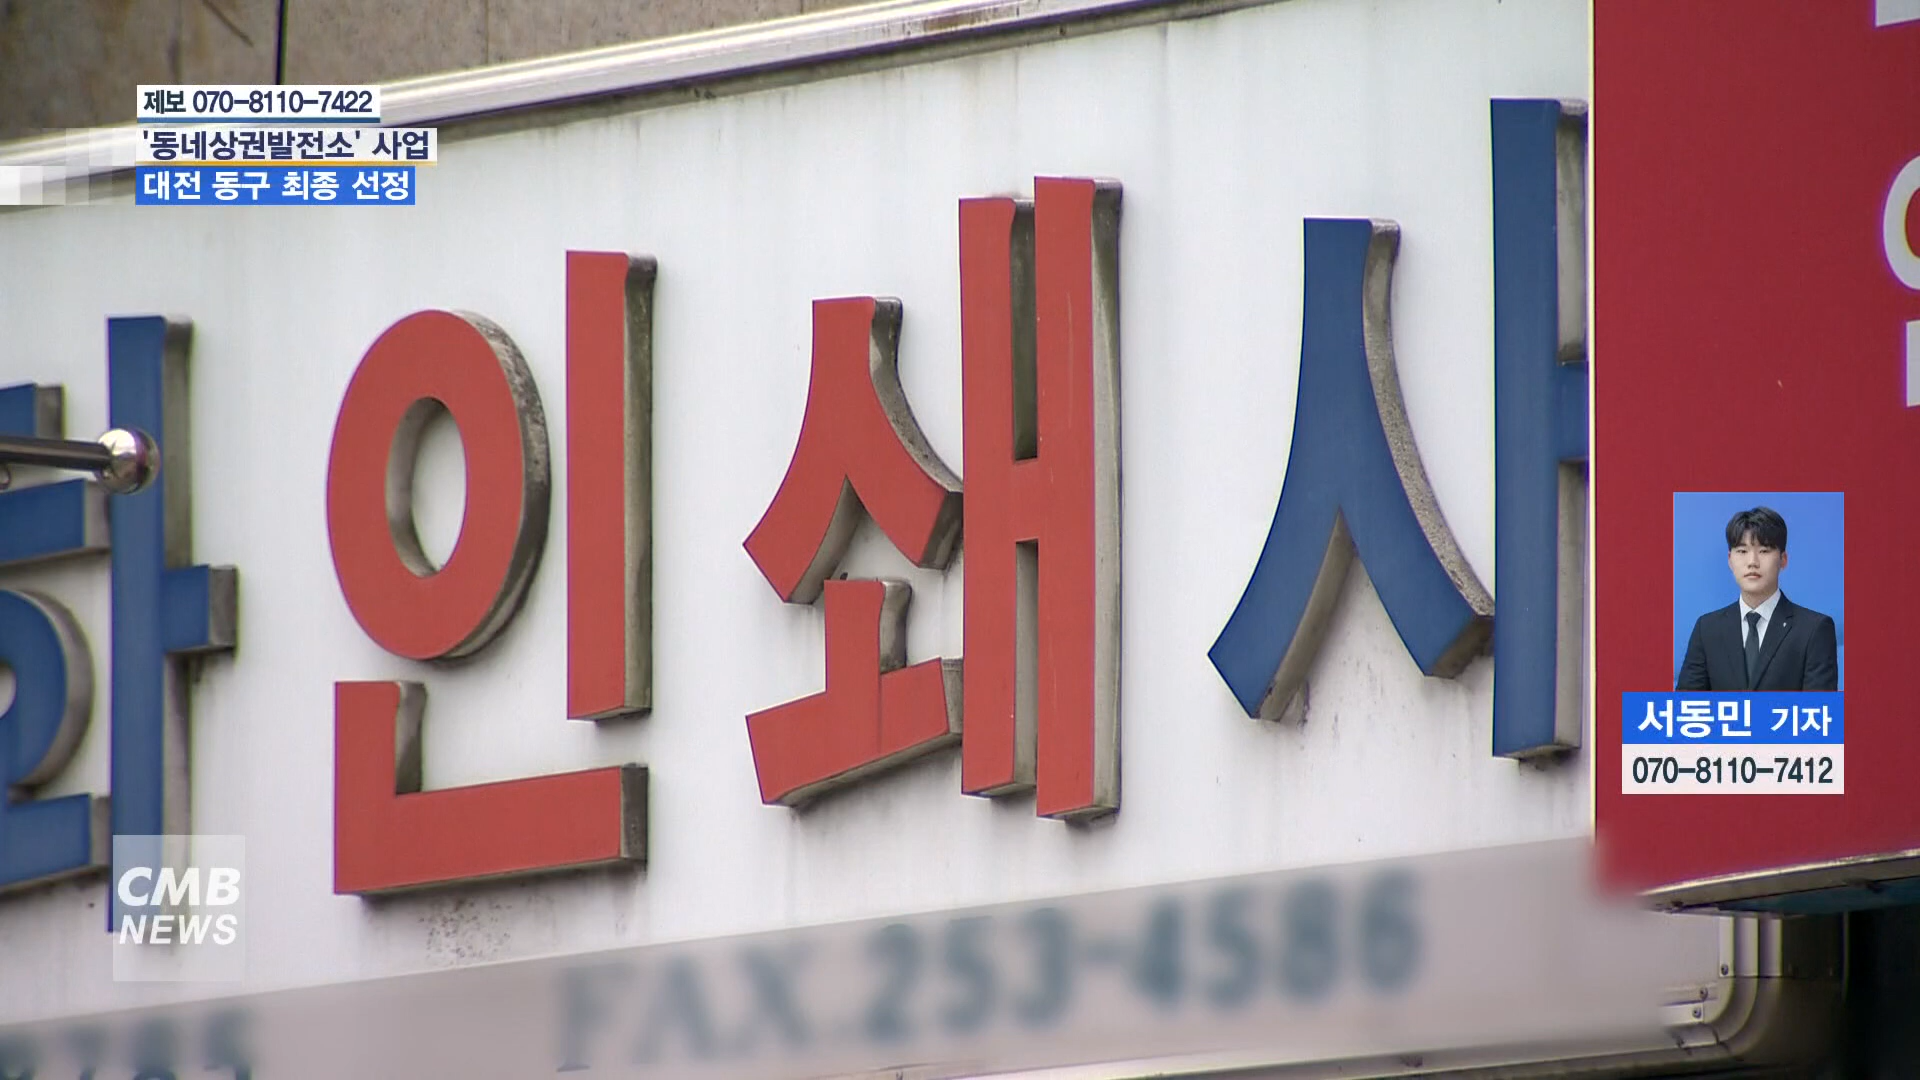 제보 070-8110-7422
'동네상권발전소' 사업
대전 동구 최종 선정
인쇄사
서동민 기자
070-8110-7412
CMB
NEWS
FAX.253-4586